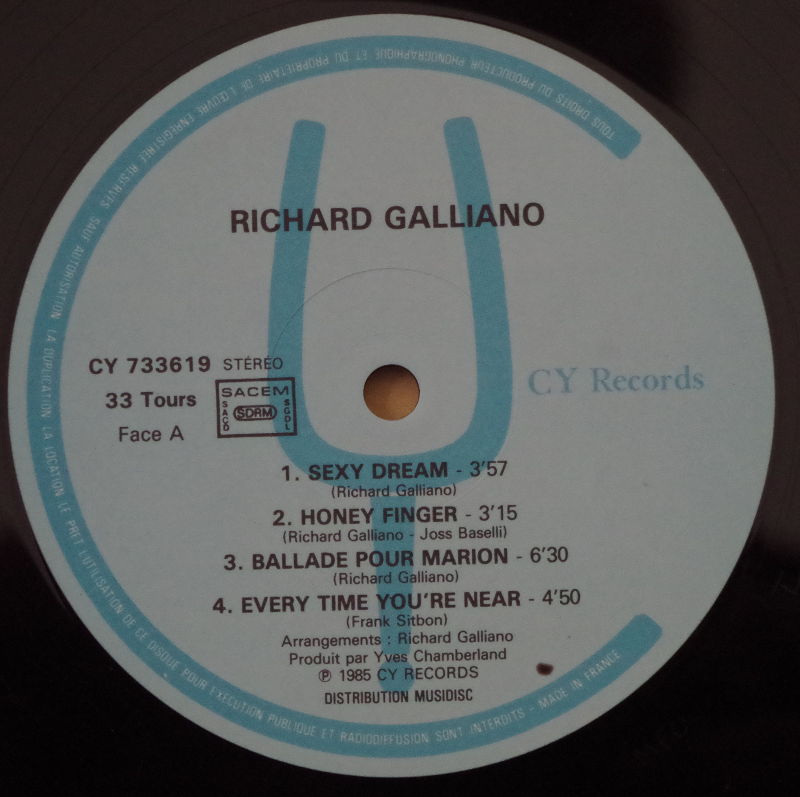 TOUS DROITS DU PRODUCTEUR PHONOGRAPHIQUE ET DU PROPRIETAIRE DE L'ŒUVRE ENREGISTREE RESERVES SAUF AUTORISATION LA DUPLICATION LA LOCATION LE PRET L'UTILISATION DE CE DISQUE POUR L'EXECUTION PUBLIQUE ET RADIODIFFUSION SONT INTERDITS - MADE IN FRANCE
RICHARD GALLIANO
CY 733619 STÉRÉO
33 Tours
Face A
SACEM
SACD
SDRM
SGDL
CY Records
1. SEXY DREAM - 3'57
(Richard Galliano)
2. HONEY FINGER - 3'15
(Richard Galliano - Joss Baselli)
3. BALLADE POUR MARION - 6'30
(Richard Galliano)
4. EVERY TIME YOU'RE NEAR - 4'50
(Frank Sitbon)
Arrangements : Richard Galliano
Produit par Yves Chamberland
℗ 1985 CY RECORDS
DISTRIBUTION MUSIDISC